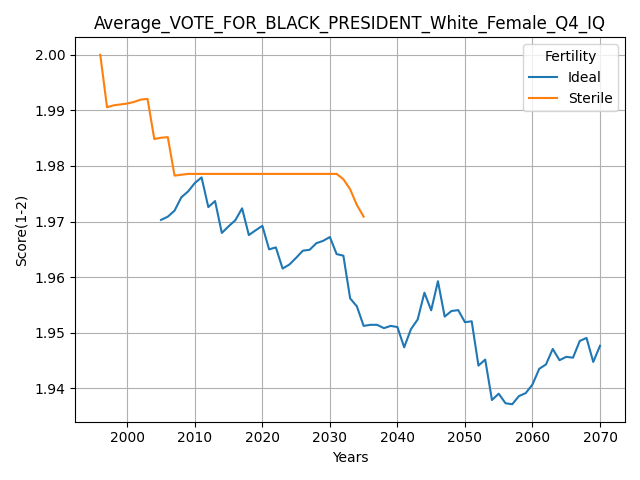 Average_VOTE_FOR_BLACK_PRESIDENT_White_Female_Q4_IQ
Fertility
Ideal
Sterile
Score(1-2)
2.00
1.99
1.98
1.97
1.96
1.95
1.94
2000 2010 2020 2030 2040 2050 2060 2070
Years